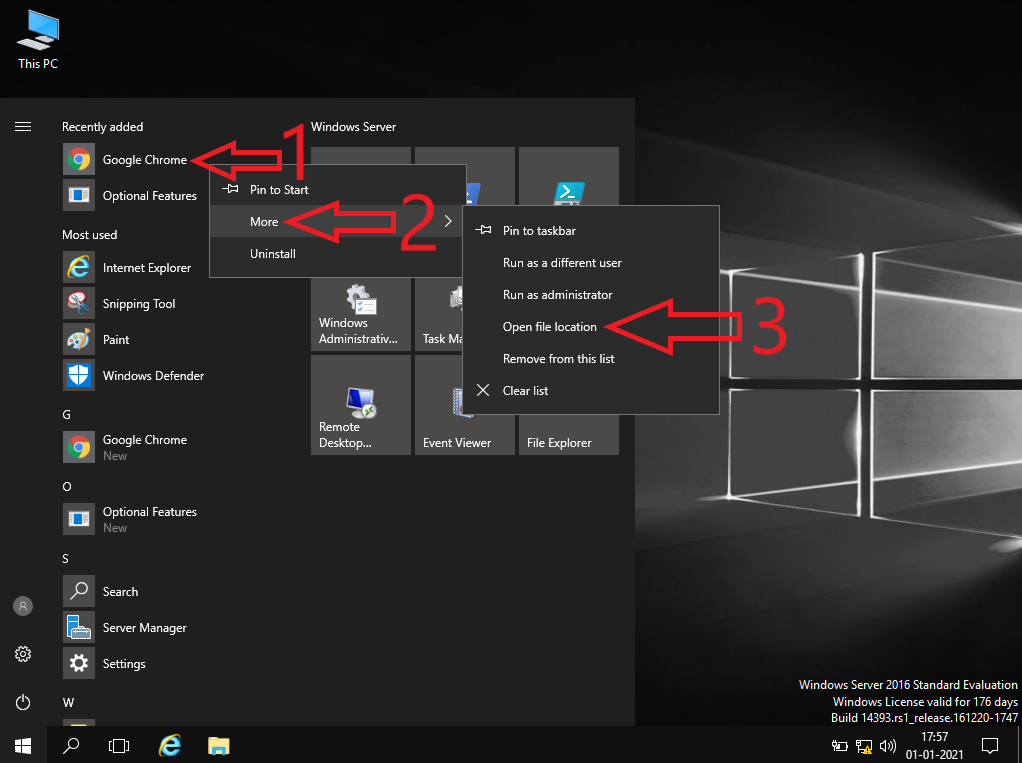 This PC
Recently added
Google Chrome
Optional Features
Most used
Internet Explorer
Snipping Tool
Paint
Windows Defender
G
Google Chrome
New
O
Optional Features
New
S
Search
Server Manager
Settings
W
Windows Server
1
Pin to Start
More
2
Uninstall
Pin to taskbar
Run as a different user
Run as administrator
Open file location
3
Remove from this list
Clear list
Windows
Administrativ...
Task Ma
Remote
Desktop...
Event Viewer
File Explorer
Windows Server 2016 Standard Evaluation
Windows License valid for 176 days
Build 14393.rs1_release.161220-1747
17:57
01-01-2021